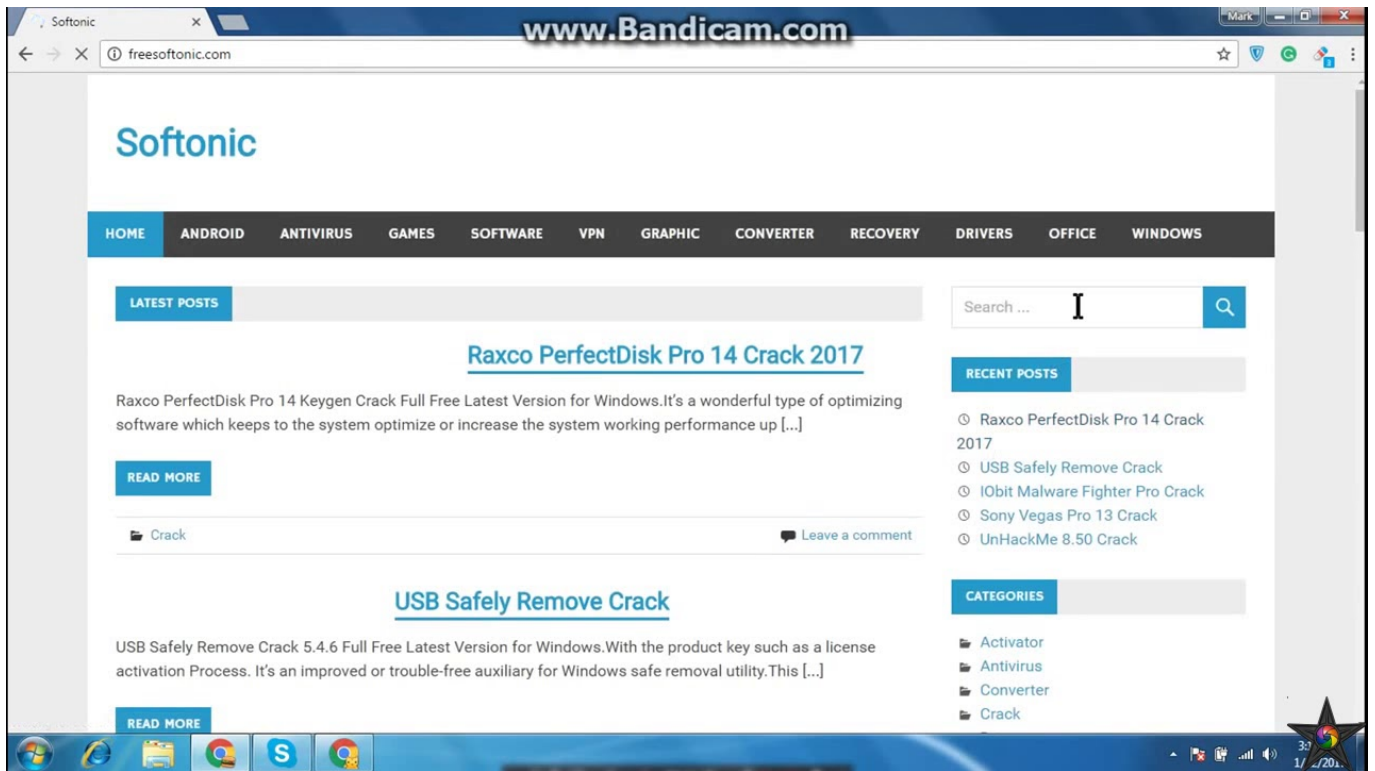 Softonic
www.Bandicam.com
Mark
freesoftonic.com
Softonic
HOME ANDROID ANTIVIRUS GAMES SOFTWARE VPN GRAPHIC CONVERTER RECOVERY DRIVERS OFFICE WINDOWS
LATEST POSTS
Raxco PerfectDisk Pro 14 Crack 2017
Raxco PerfectDisk Pro 14 Keygen Crack Full Free Latest Version for Windows.It's a wonderful type of optimizing
software which keeps to the system optimize or increase the system working performance up [...]
READ MORE
Crack
Leave a comment
USB Safely Remove Crack
USB Safely Remove Crack 5.4.6 Full Free Latest Version for Windows.With the product key such as a license
activation Process. It's an improved or trouble-free auxiliary for Windows safe removal utility.This [...]
READ MORE
Search ...
RECENT POSTS
Raxco PerfectDisk Pro 14 Crack
2017
USB Safely Remove Crack
IObit Malware Fighter Pro Crack
Sony Vegas Pro 13 Crack
UnHackMe 8.50 Crack
CATEGORIES
Activator
Antivirus
Converter
Crack